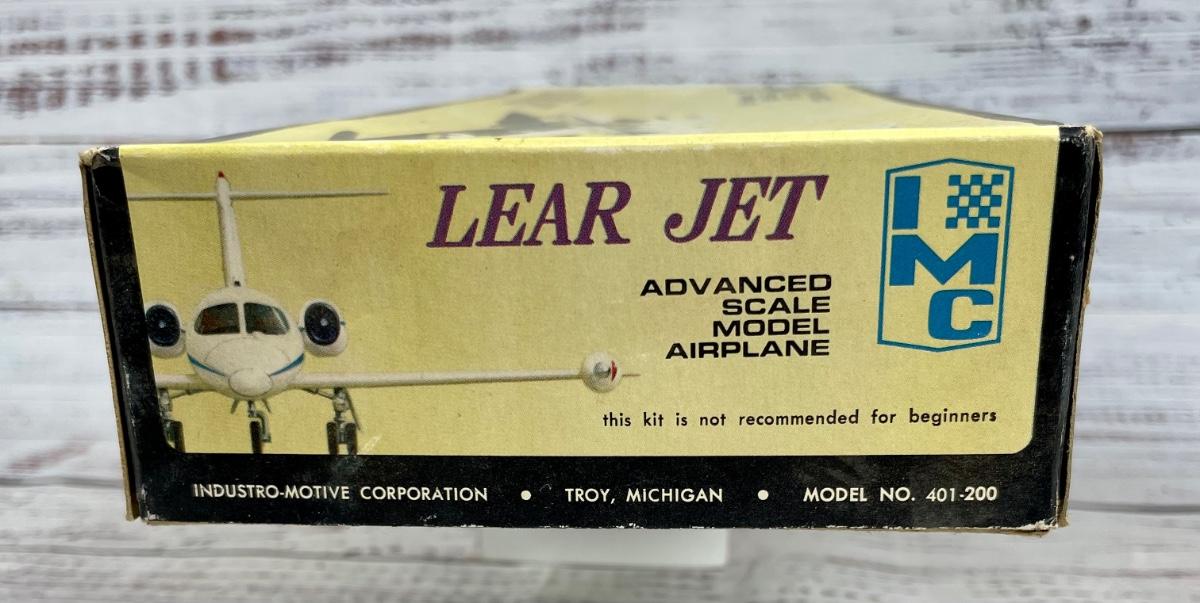 LEAR JET
IMC
ADVANCED
SCALE
MODEL
AIRPLANE
this kit is not recommended for beginners
INDUSTRO-MOTIVE CORPORATION • TROY, MICHIGAN • MODEL NO. 401-200